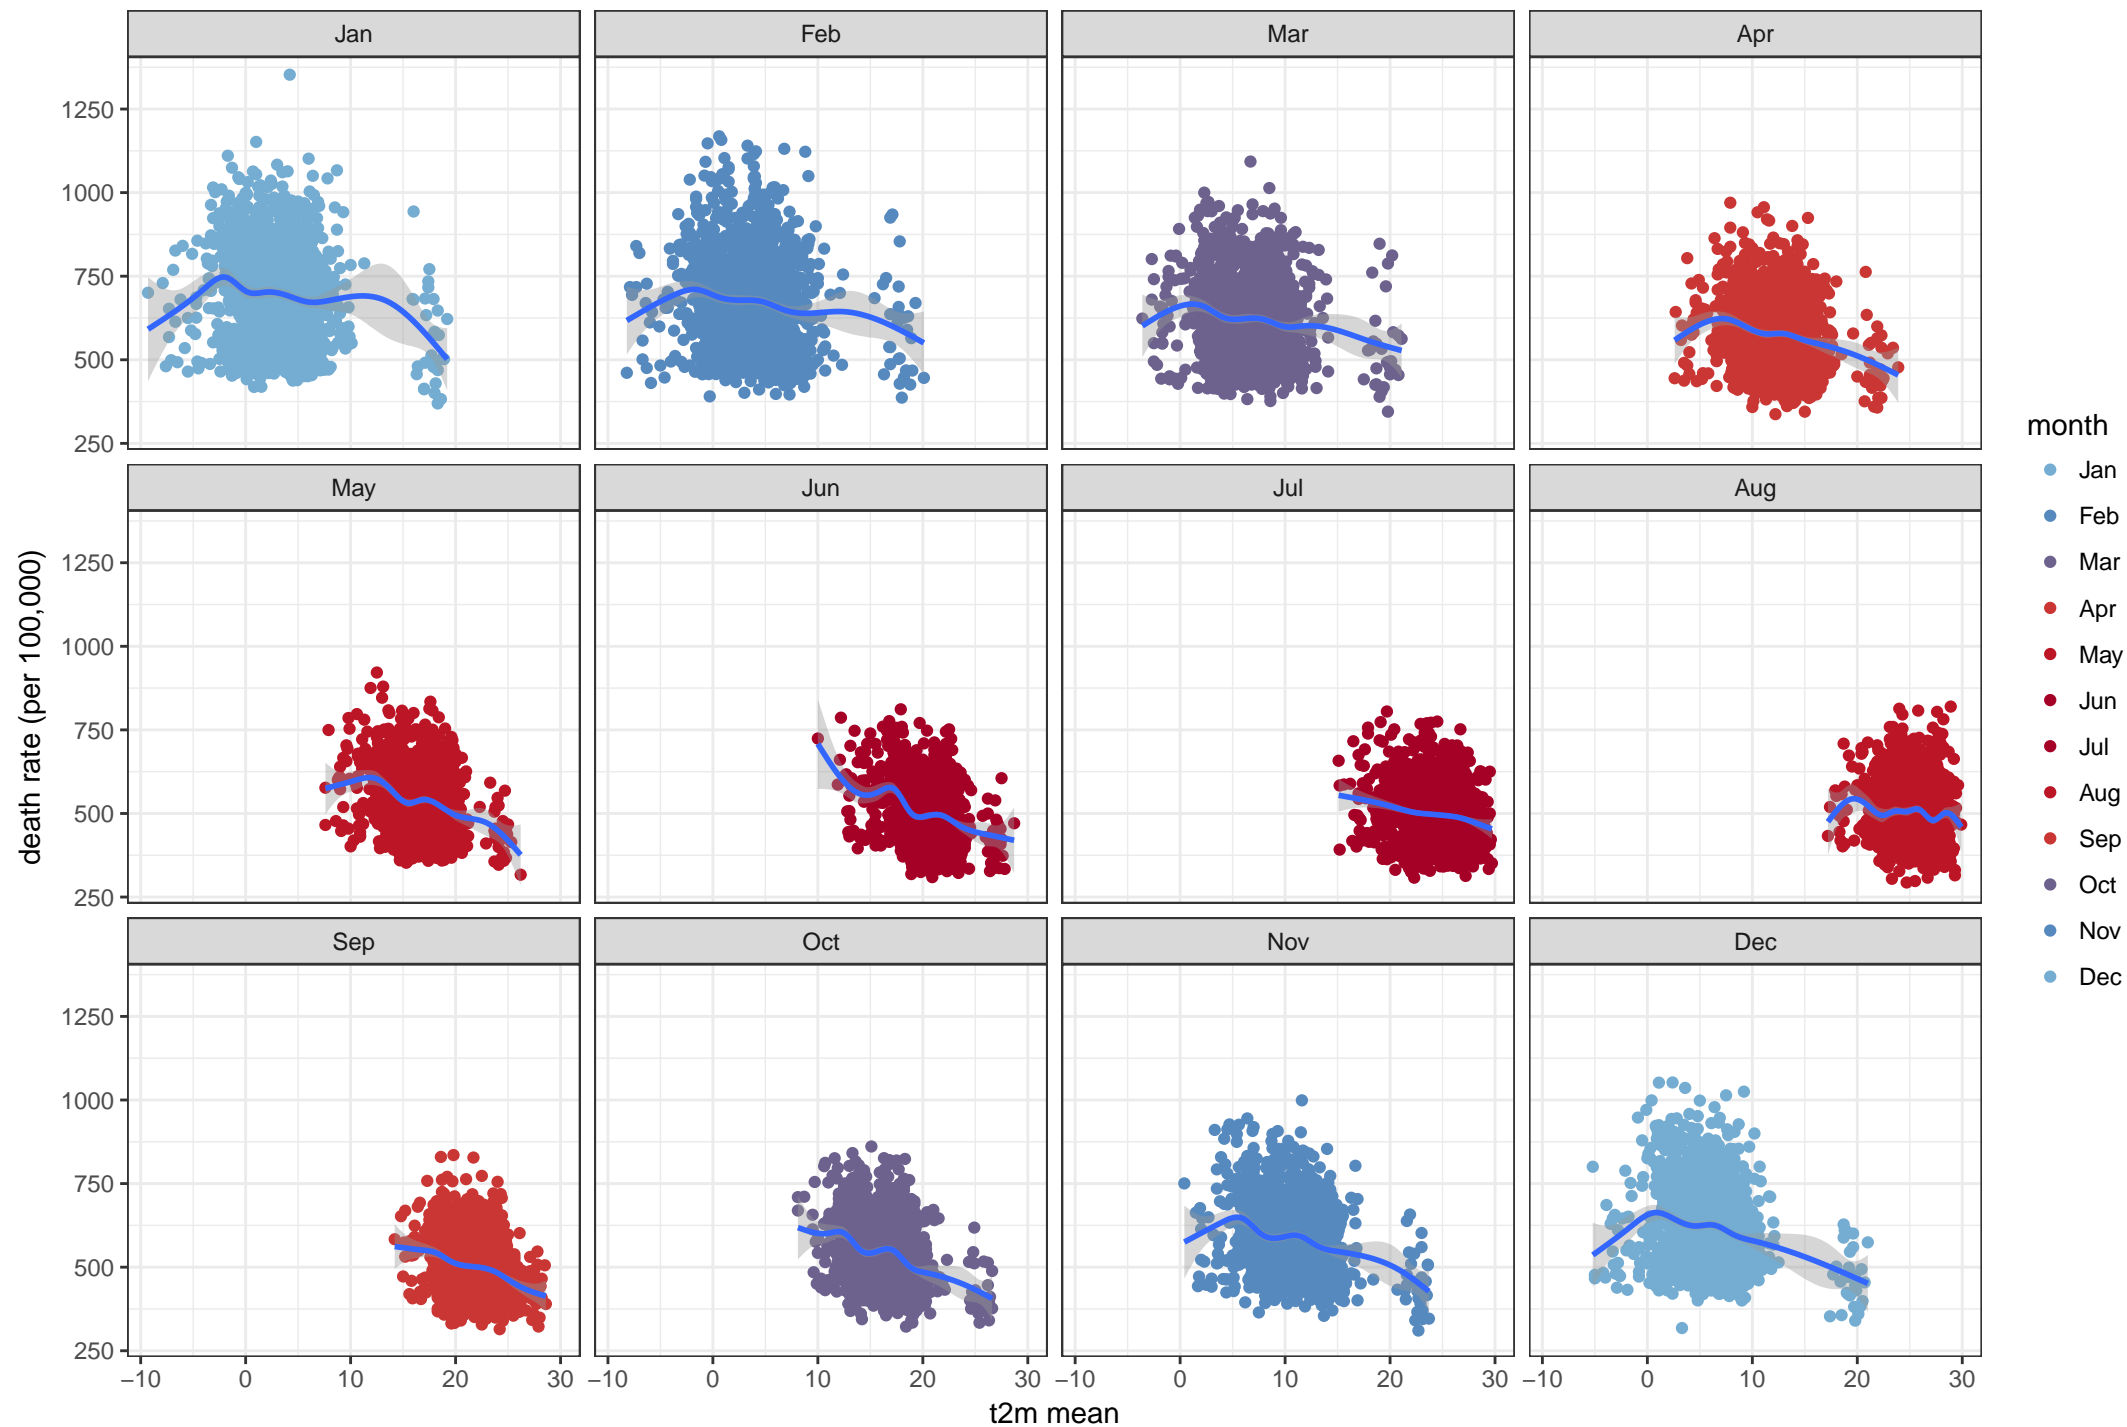 Jan Feb Mar Apr
1250
1000
750
500
250
May Jun Jul Aug
1250
1000
750
500
250
Sep Oct Nov Dec
1250
1000
750
500
250
−10 0 10 20 30 −10 0 10 20 30 −10 0 10 20 30 −10 0 10 20 30
t2m mean
death rate (per 100,000)
month
Jan
Feb
Mar
Apr
May
Jun
Jul
Aug
Sep
Oct
Nov
Dec